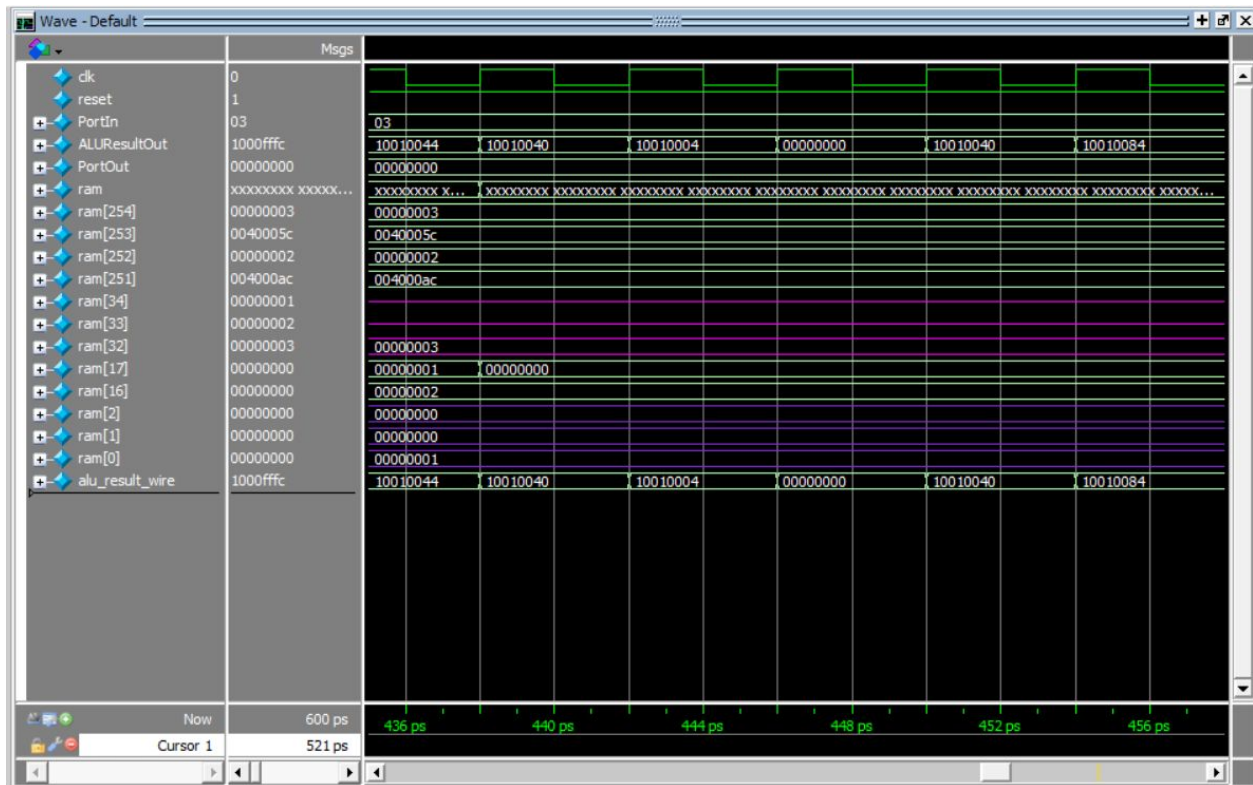 Wave - Default
Msgs
clk 0
reset 1
PortIn 03 03
ALUResultOut 1000fffc 10010044 10010040 10010004 00000000 10010040 10010084
PortOut 00000000 00000000
ram xxxxxxxx xxxxx... xxxxxxxx x... xxxxxxxx xxxxxxxx xxxxxxxx xxxxxxxx xxxxxxxx xxxxxxxx xxxxxxxx xxxxxxxx xxxxxxxx xxxxxxxx xxxxx...
ram[254] 00000003 00000003
ram[253] 0040005c 0040005c
ram[252] 00000002 00000002
ram[251] 004000ac 004000ac
ram[34] 00000001
ram[33] 00000002
ram[32] 00000003 00000003
ram[17] 00000000 00000001 00000000
ram[16] 00000000 00000002
ram[2] 00000000 00000000
ram[1] 00000000 00000000
ram[0] 00000000 00000001
alu_result_wire 1000fffc 10010044 10010040 10010004 00000000 10010040 10010084
Now 600 ps 436 ps 440 ps 444 ps 448 ps 452 ps 456 ps
Cursor 1 521 ps